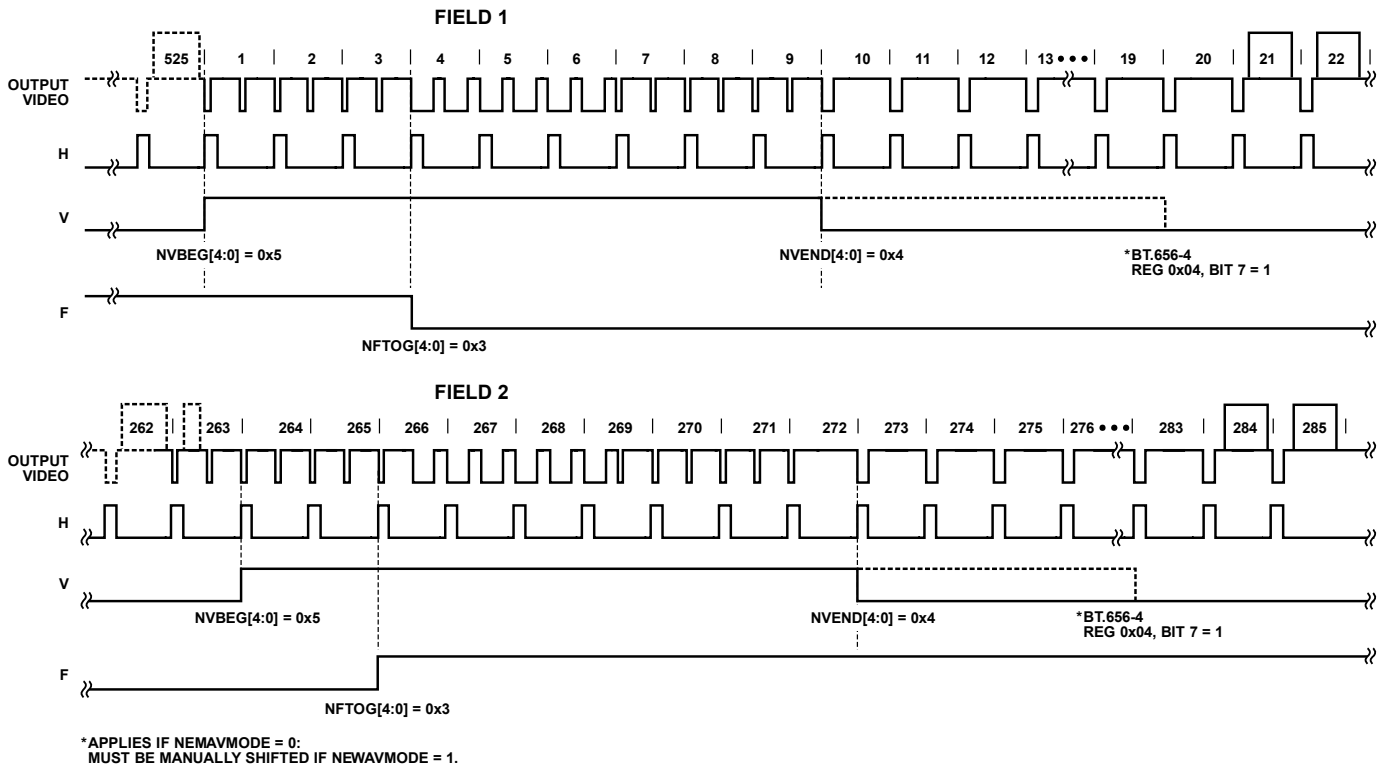 FIELD 1
525 1 2 3 4 5 6 7 8 9 10 11 12 13 ••• 19 20 21 22
OUTPUT
VIDEO
H
V
NVBEG[4:0] = 0x5
NVEND[4:0] = 0x4
*BT.656-4
REG 0x04, BIT 7 = 1
F
NFTOG[4:0] = 0x3
FIELD 2
262 263 264 265 266 267 268 269 270 271 272 273 274 275 276 ••• 283 284 285
OUTPUT
VIDEO
H
V
NVBEG[4:0] = 0x5
NVEND[4:0] = 0x4
*BT.656-4
REG 0x04, BIT 7 = 1
F
NFTOG[4:0] = 0x3
*APPLIES IF NEMAVMODE = 0:
MUST BE MANUALLY SHIFTED IF NEWAVMODE = 1.